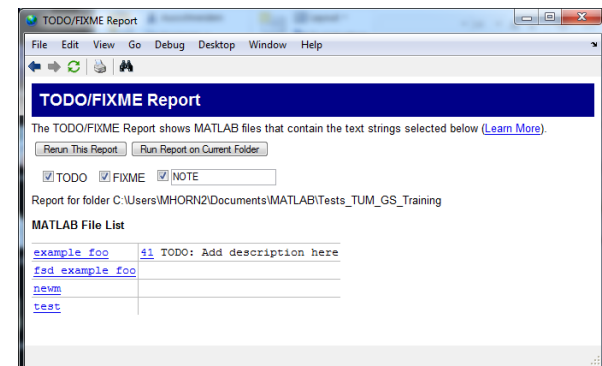 TODO/FIXME Report
File Edit View Go Debug Desktop Window Help
TODO/FIXME Report
The TODO/FIXME Report shows MATLAB files that contain the text strings selected below (Learn More).
Rerun This Report Run Report on Current Folder
TODO FIXME NOTE
Report for folder C:\Users\MHORN2\Documents\MATLAB\Tests_TUM_GS_Training
MATLAB File List
example foo 41 TODO: Add description here
fsd example foo
newm
test